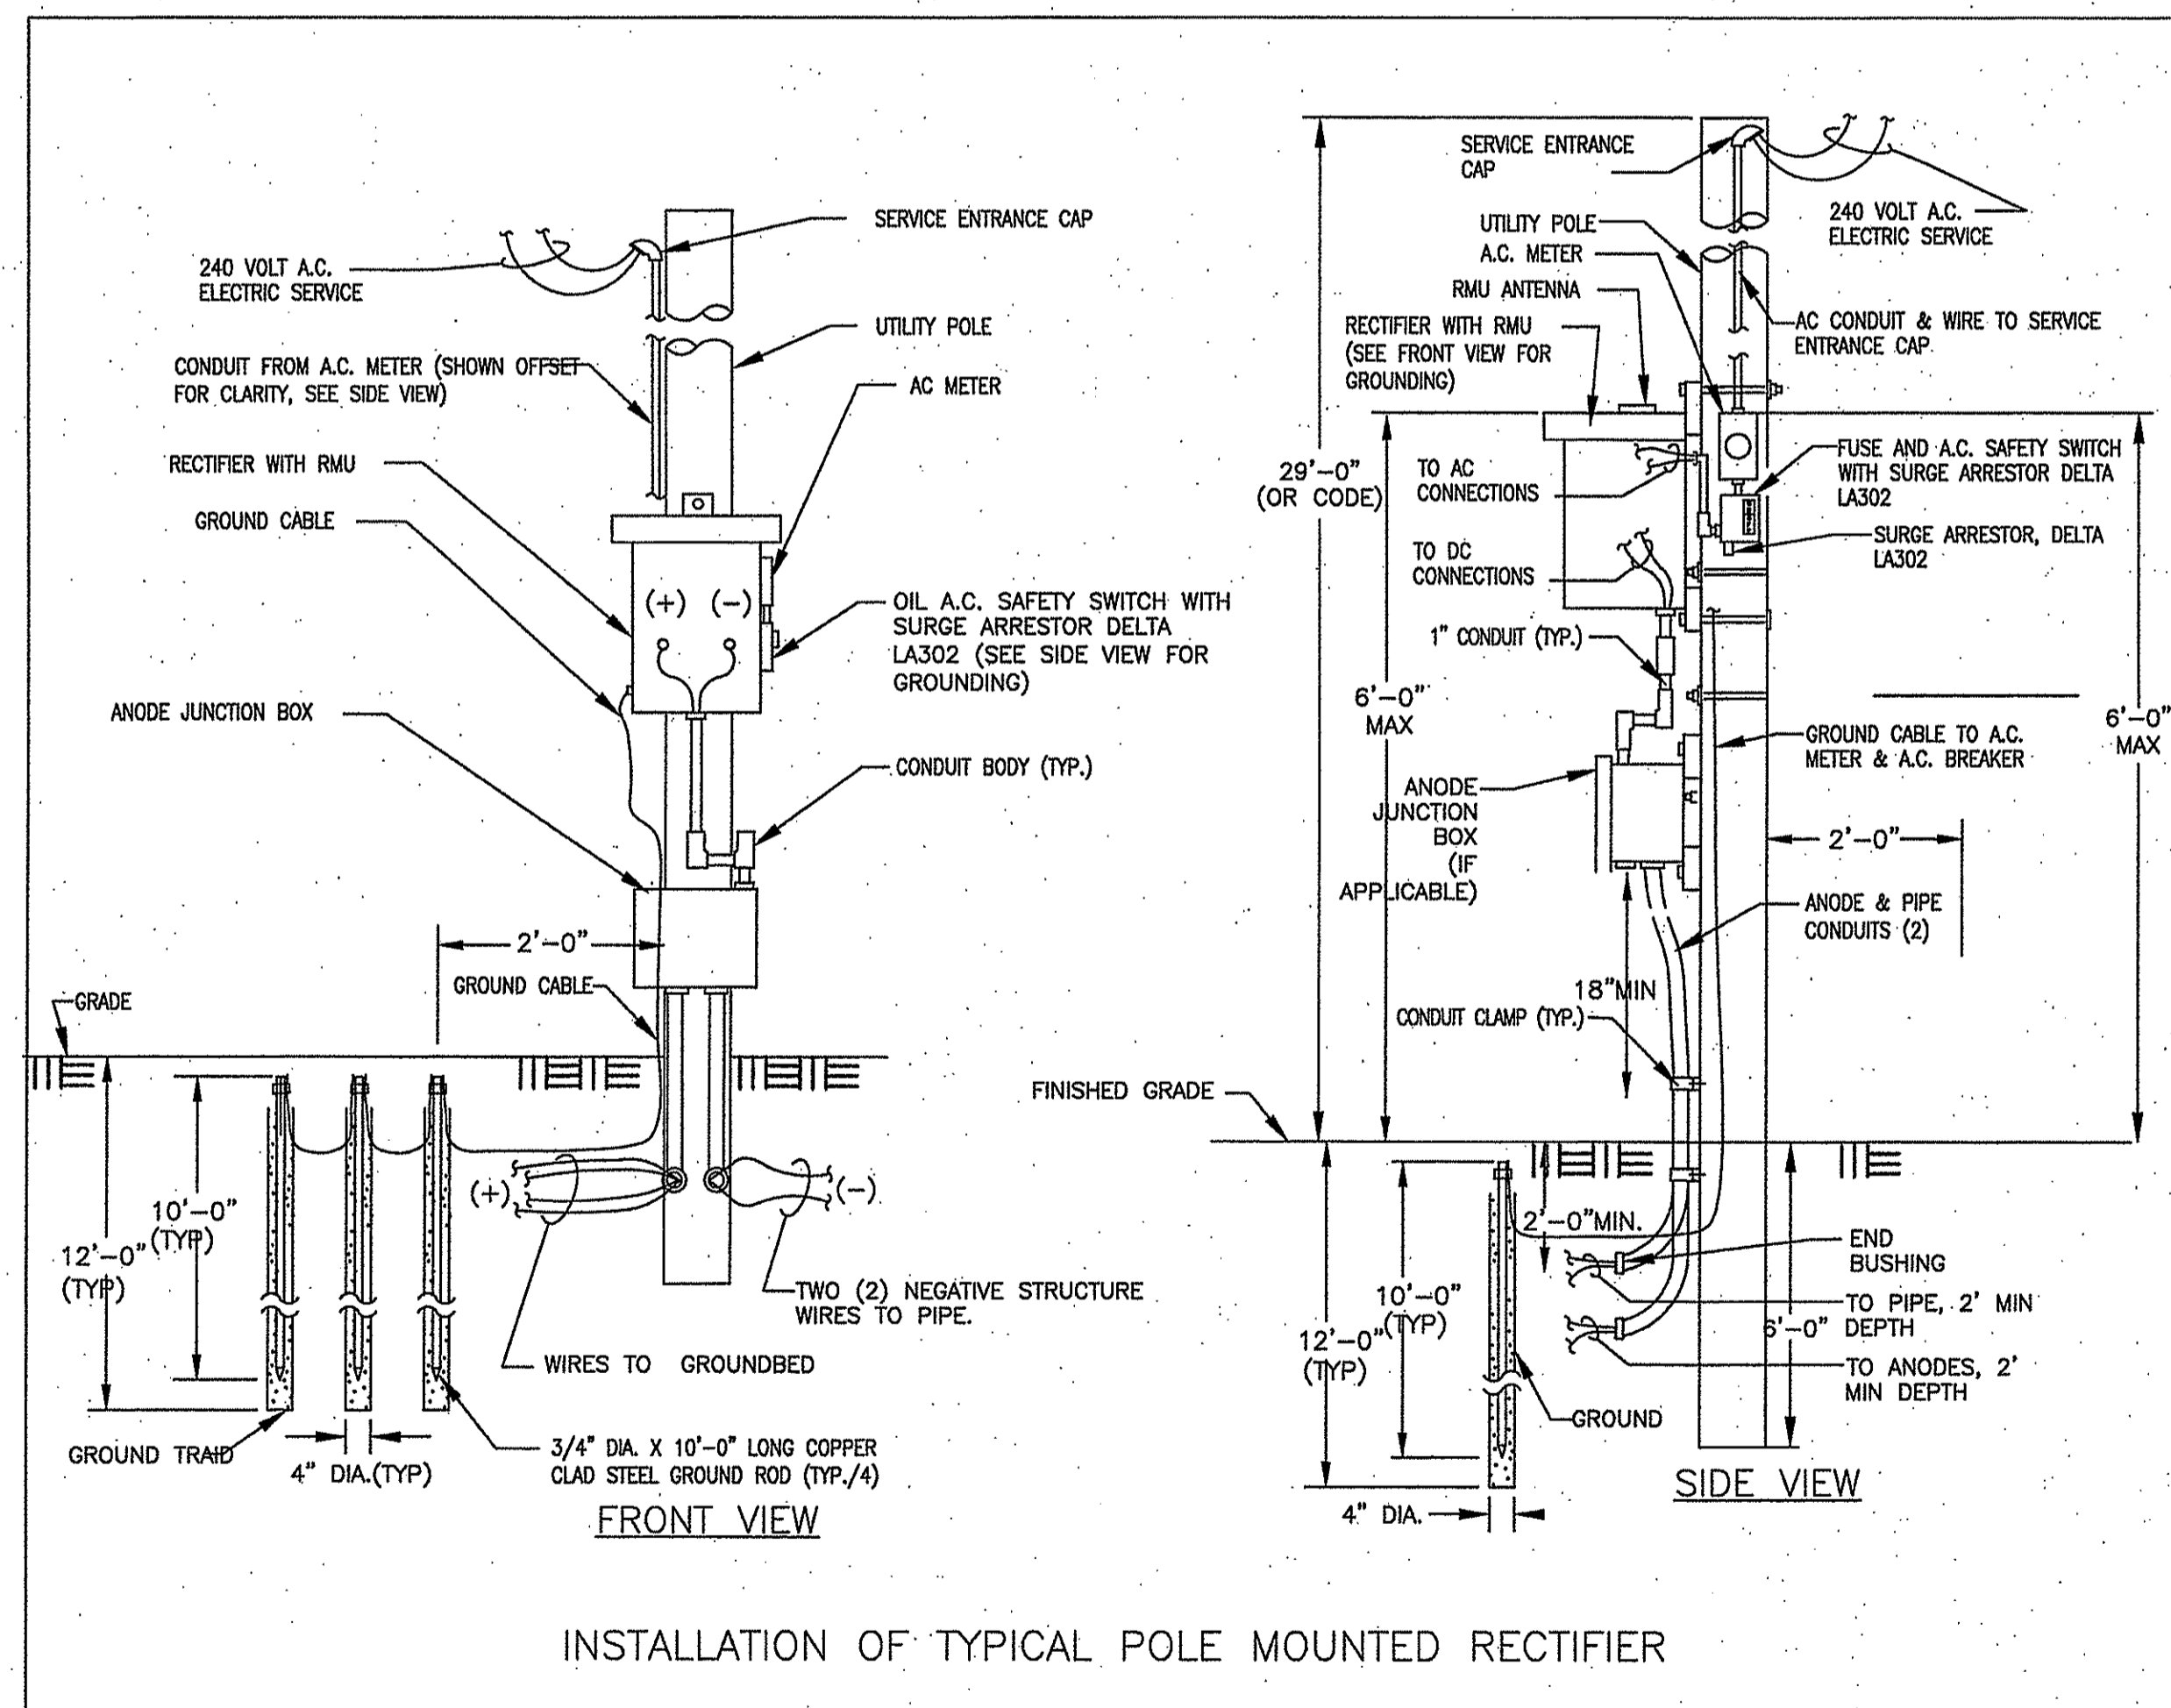 SERVICE ENTRANCE CAP
240 VOLT A.C.
ELECTRIC SERVICE
UTILITY POLE
CONDUIT FROM A.C. METER (SHOWN OFFSET
FOR CLARITY, SEE SIDE VIEW)
AC METER
RECTIFIER WITH RMU
GROUND CABLE
(+) (-)
OIL A.C. SAFETY SWITCH WITH
SURGE ARRESTOR DELTA
LA302 (SEE SIDE VIEW FOR
GROUNDING)
ANODE JUNCTION BOX
CONDUIT BODY (TYP.)
2'-0"
GROUND CABLE
GRADE
10'-0"
(TYP)
12'-0"
(TYP)
(+)
(-)
TWO (2) NEGATIVE STRUCTURE
WIRES TO PIPE.
WIRES TO GROUNDBED
GROUND TRAID
4" DIA.(TYP)
3/4" DIA. X 10'-0" LONG COPPER
CLAD STEEL GROUND ROD (TYP./4)
FRONT VIEW
SERVICE ENTRANCE
CAP
240 VOLT A.C.
ELECTRIC SERVICE
UTILITY POLE
A.C. METER
RMU ANTENNA
RECTIFIER WITH RMU
(SEE FRONT VIEW FOR
GROUNDING)
AC CONDUIT & WIRE TO SERVICE
ENTRANCE CAP.
29'-0"
(OR CODE)
TO AC
CONNECTIONS
FUSE AND A.C. SAFETY SWITCH
WITH SURGE ARRESTOR DELTA
LA302
SURGE ARRESTOR, DELTA
LA302
TO DC
CONNECTIONS
1" CONDUIT (TYP.)
6'-0"
MAX
6'-0"
MAX
GROUND CABLE TO A.C.
METER & A.C. BREAKER
ANODE
JUNCTION
BOX
(IF
APPLICABLE)
2'-0"
ANODE & PIPE
CONDUITS (2)
18"MIN
CONDUIT CLAMP (TYP.)
FINISHED GRADE
2'-0"MIN.
END
BUSHING
10'-0"
(TYP)
12'-0"
(TYP)
TO PIPE, 2' MIN
DEPTH
6'-0"
TO ANODES, 2'
MIN DEPTH
GROUND
4" DIA.
SIDE VIEW
INSTALLATION OF TYPICAL POLE MOUNTED RECTIFIER